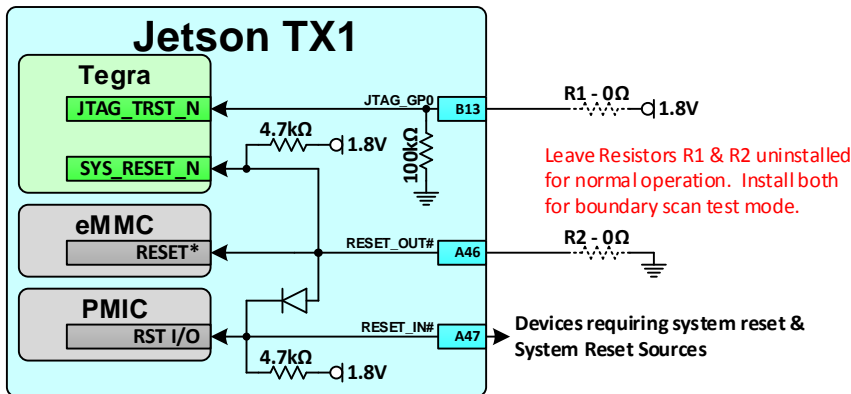 Jetson TX1
Tegra
JTAG_TRST_N
JTAG_GP0
B13
R1 - 0Ω
1.8V
4.7kΩ
1.8V
100kΩ
SYS_RESET_N
Leave Resistors R1 & R2 uninstalled
for normal operation. Install both
for boundary scan test mode.
eMMC
RESET*
RESET_OUT#
A46
R2 - 0Ω
PMIC
RST I/O
RESET_IN#
A47
Devices requiring system reset &
System Reset Sources
4.7kΩ
1.8V